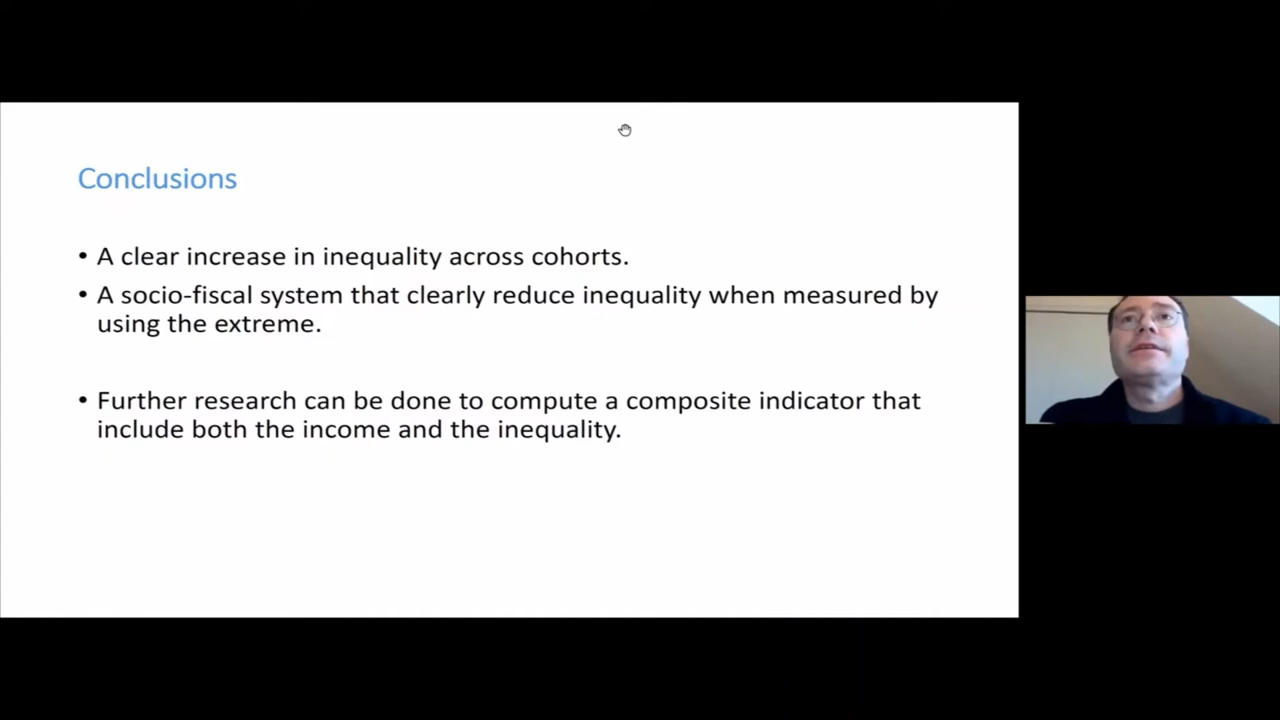 Conclusions
• A clear increase in inequality across cohorts.
• A socio-fiscal system that clearly reduce inequality when measured by
using the extreme.
• Further research can be done to compute a composite indicator that
include both the income and the inequality.